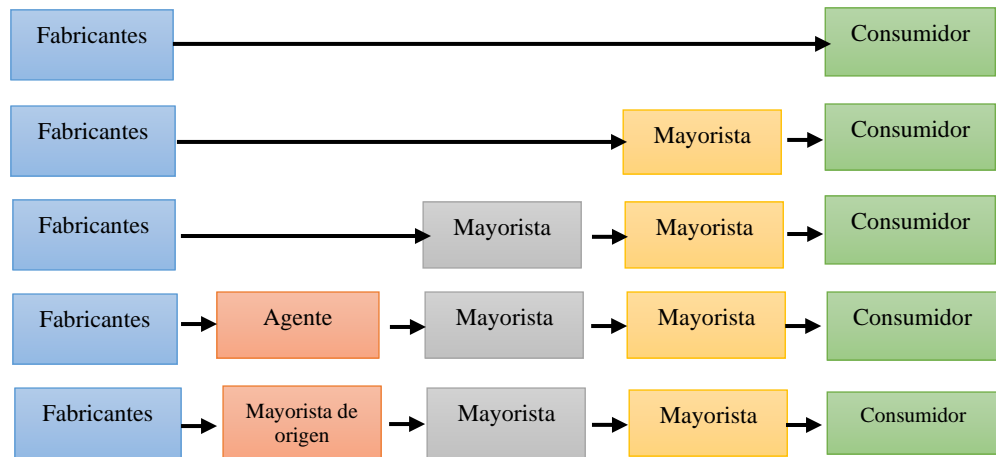 Fabricantes
Consumidor
Fabricantes
Mayorista
Consumidor
Fabricantes
Mayorista
Mayorista
Consumidor
Fabricantes
Agente
Mayorista
Mayorista
Consumidor
Fabricantes
Mayorista de
origen
Mayorista
Mayorista
Consumidor